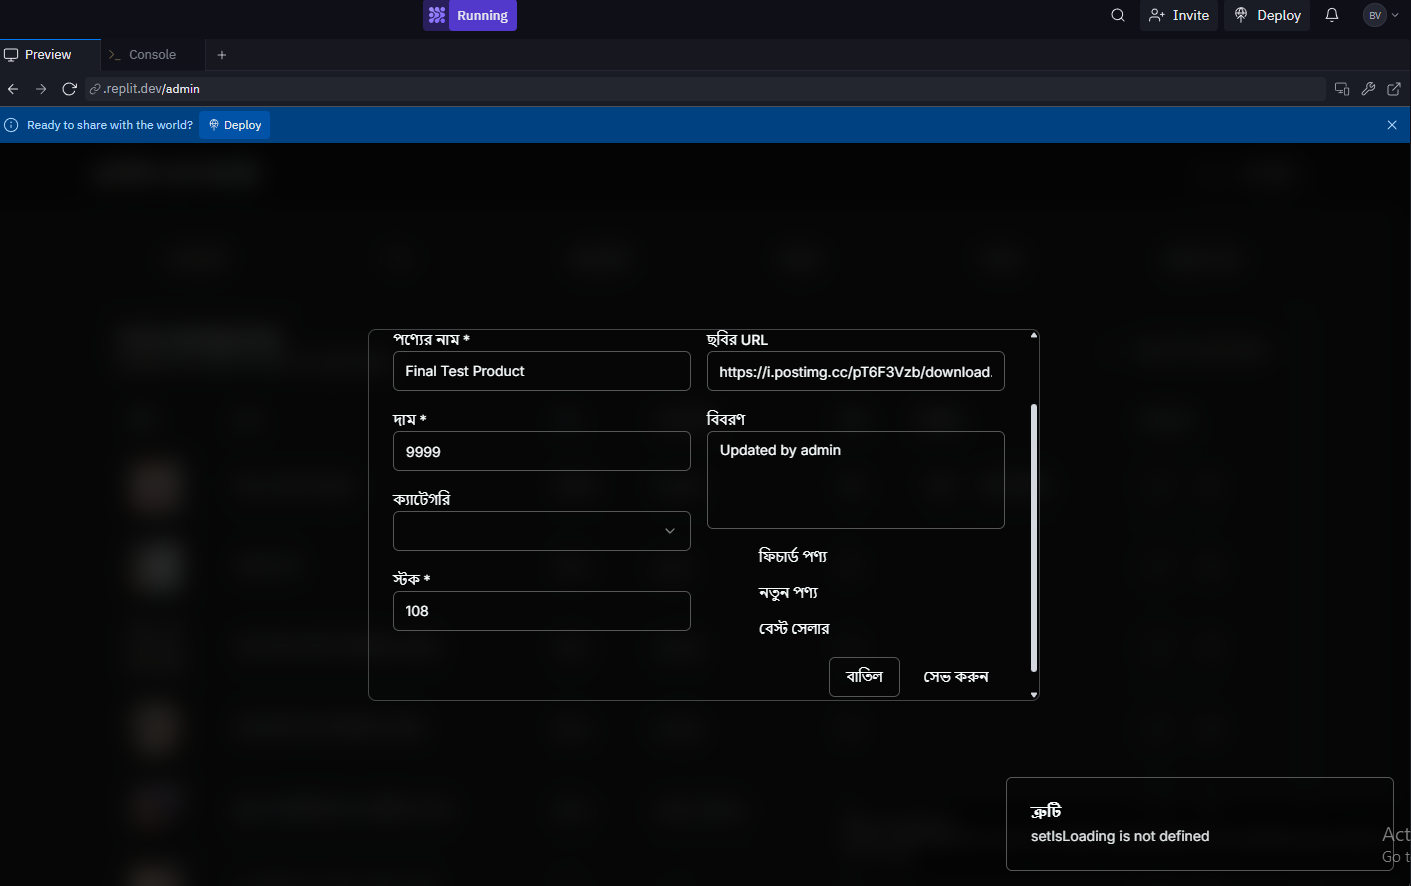 Running
Invite
Deploy
BV
Preview
Console
.replit.dev/admin
Ready to share with the world?
Deploy
পণ্যের নাম *
ছবির URL
Final Test Product
https://i.postimg.cc/pT6F3Vzb/download.
দাম *
বিবরণ
9999
Updated by admin
ক্যাটেগরি
ফিচার্ড পণ্য
স্টক *
নতুন পণ্য
108
বেস্ট সেলার
বাতিল
সেভ করুন
ত্রুটি
setIsLoading is not defined
Act
Go t